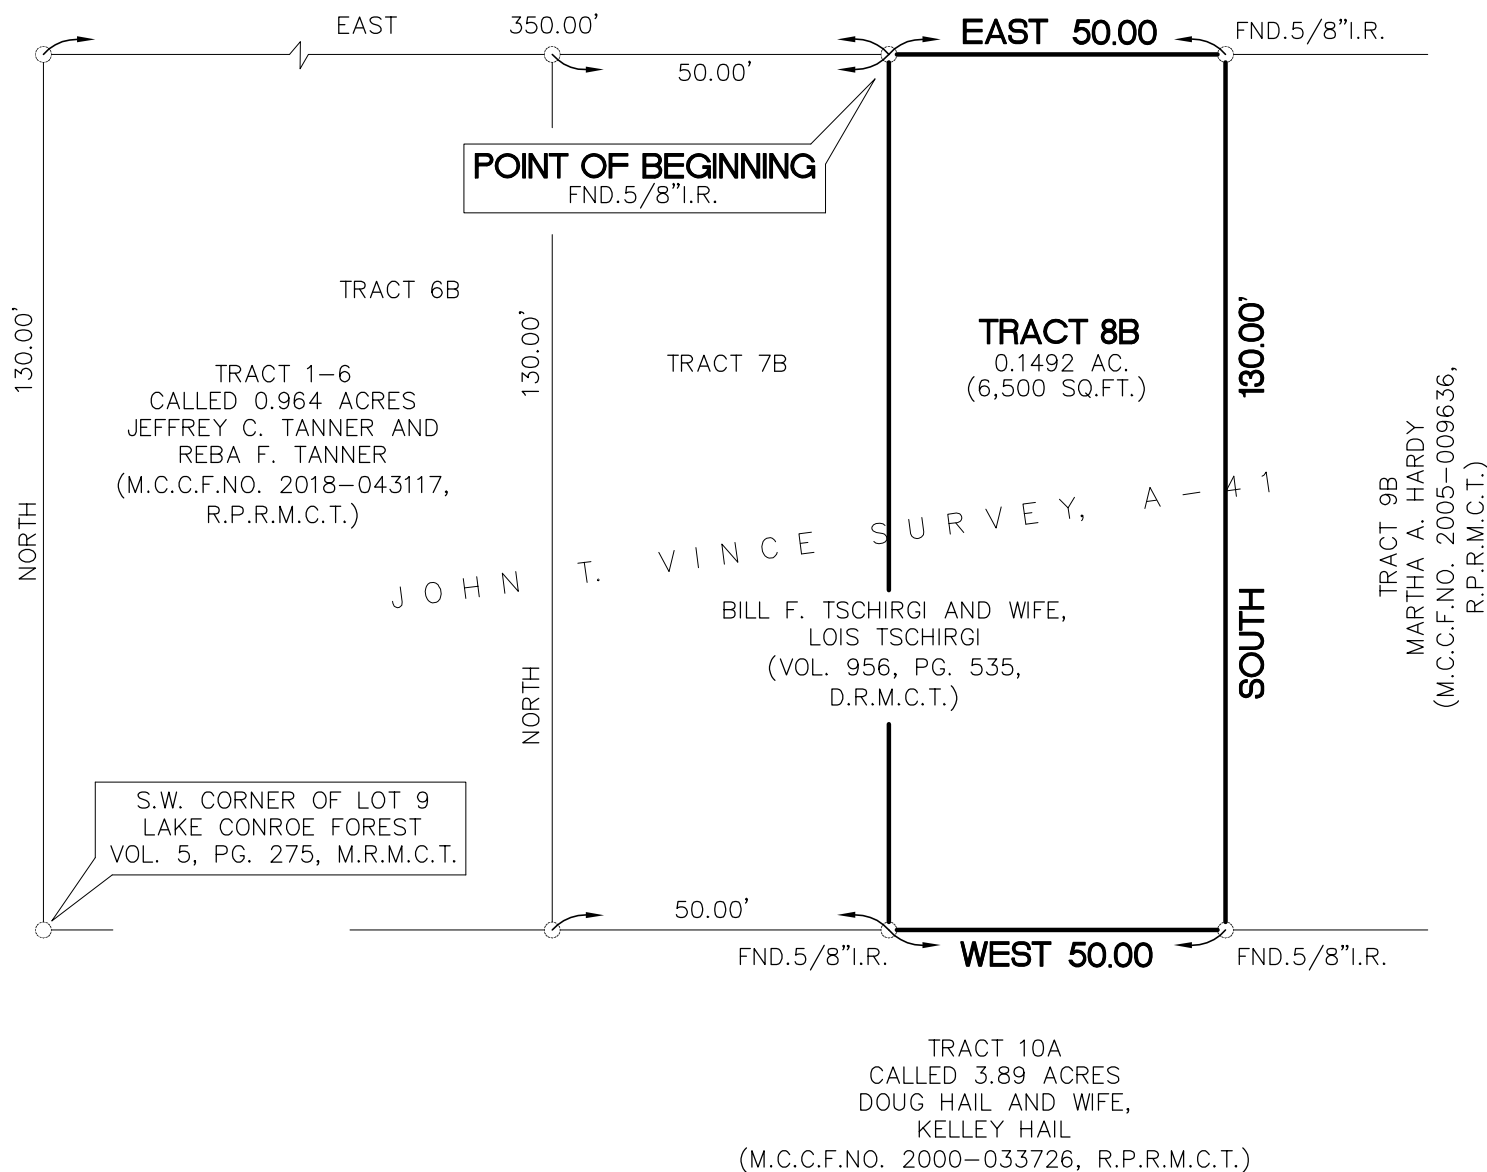 EAST 350.00'
EAST 50.00
FND.5/8"I.R.
50.00'
POINT OF BEGINNING
FND.5/8"I.R.
TRACT 6B
130.00'
NORTH
TRACT 1-6
CALLED 0.964 ACRES
JEFFREY C. TANNER AND
REBA F. TANNER
(M.C.C.F.NO. 2018-043117,
R.P.R.M.C.T.)
130.00'
NORTH
TRACT 7B
TRACT 8B
0.1492 AC.
(6,500 SQ.FT.)
130.00'
SOUTH
TRACT 9B
MARTHA A. HARDY
(M.C.C.F.NO. 2005-009636,
R.P.R.M.C.T.)
JOHN T. VINCE SURVEY, A-41
BILL F. TSCHIRGI AND WIFE,
LOIS TSCHIRGI
(VOL. 956, PG. 535,
D.R.M.C.T.)
S.W. CORNER OF LOT 9
LAKE CONROE FOREST
VOL. 5, PG. 275, M.R.M.C.T.
50.00'
FND.5/8"I.R.
WEST 50.00
FND.5/8"I.R.
TRACT 10A
CALLED 3.89 ACRES
DOUG HAIL AND WIFE,
KELLEY HAIL
(M.C.C.F.NO. 2000-033726, R.P.R.M.C.T.)